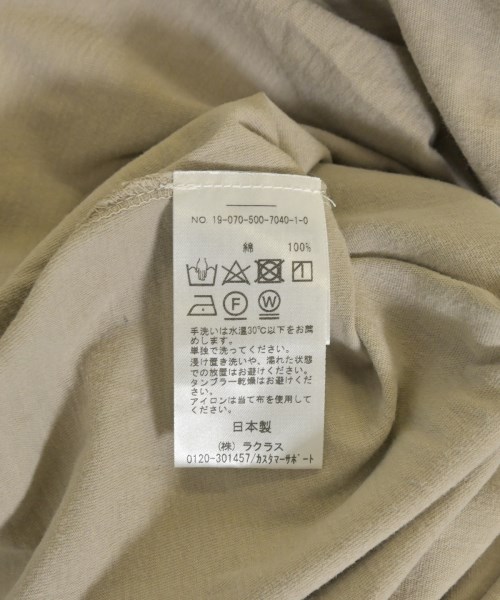 NO. 19-070-500-7040-1-0
綿 100%
F W
手洗いは水温30℃以下をお薦
めします。
単独で洗ってください。
浸け置き洗いや、濡れた状態
での放置はお避けください。
タンブラー乾燥はお避けくだ
さい。
アイロンは当て布を使用して
ください。
日本製
(株) ラクラス
0120-301457/カスタマーサポート